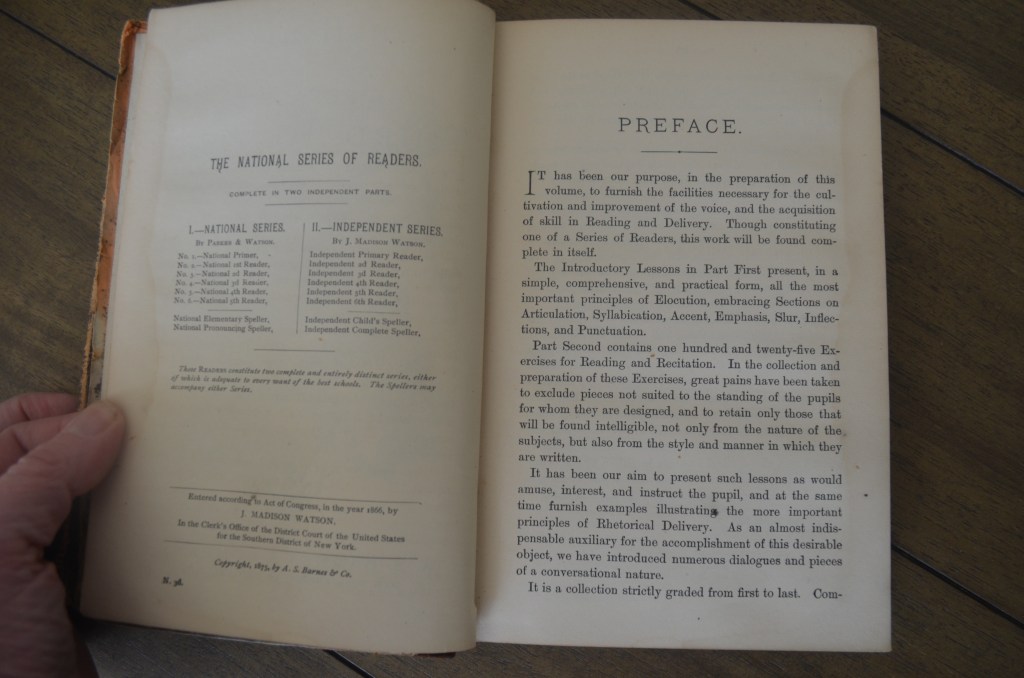 THE NATIONAL SERIES OF READERS.
COMPLETE IN TWO INDEPENDENT PARTS.
I.—NATIONAL SERIES.
By Parker & Watson.
No. 1.—National Primer,
No. 2.—National 1st Reader,
No. 3.—National 2d Reader,
No. 4.—National 3d Reader,
No. 5.—National 4th Reader,
No. 6.—National 5th Reader,
National Elementary Speller,
National Pronouncing Speller,
II.—INDEPENDENT SERIES.
By J. Madison Watson.
Independent Primary Reader,
Independent 2d Reader,
Independent 3d Reader,
Independent 4th Reader,
Independent 5th Reader,
Independent 6th Reader,
Independent Child's Speller,
Independent Complete Speller,
These Readers constitute two complete and entirely distinct series, either
of which is adequate to every want of the best schools. The Spellers may
accompany either Series.
Entered according to Act of Congress, in the year 1866, by
J. MADISON WATSON.
In the Clerk's Office of the District Court of the United States
for the Southern District of New York.
Copyright, 1873, by A. S. Barnes & Co.
PREFACE.
IT has been our purpose, in the preparation of this
volume, to furnish the facilities necessary for the cul-
tivation and improvement of the voice, and the acquisition
of skill in Reading and Delivery. Though constituting
one of a Series of Readers, this work will be found com-
plete in itself.
The Introductory Lessons in Part First present, in a
simple, comprehensive, and practical form, all the most
important principles of Elocution, embracing Sections on
Articulation, Syllabication, Accent, Emphasis, Slur, Inflec-
tions, and Punctuation.
Part Second contains one hundred and twenty-five Ex-
ercises for Reading and Recitation. In the collection and
preparation of these Exercises, great pains have been taken
to exclude pieces not suited to the standing of the pupils
for whom they are designed, and to retain only those that
will be found intelligible, not only from the nature of the
subjects, but also from the style and manner in which they
are written.
It has been our aim to present such lessons as would
amuse, interest, and instruct the pupil, and at the same
time furnish examples illustrating the more important
principles of Rhetorical Delivery. As an almost indis-
pensable auxiliary for the accomplishment of this desirable
object, we have introduced numerous dialogues and pieces
of a conversational nature.
It is a collection strictly graded from first to last. Com-